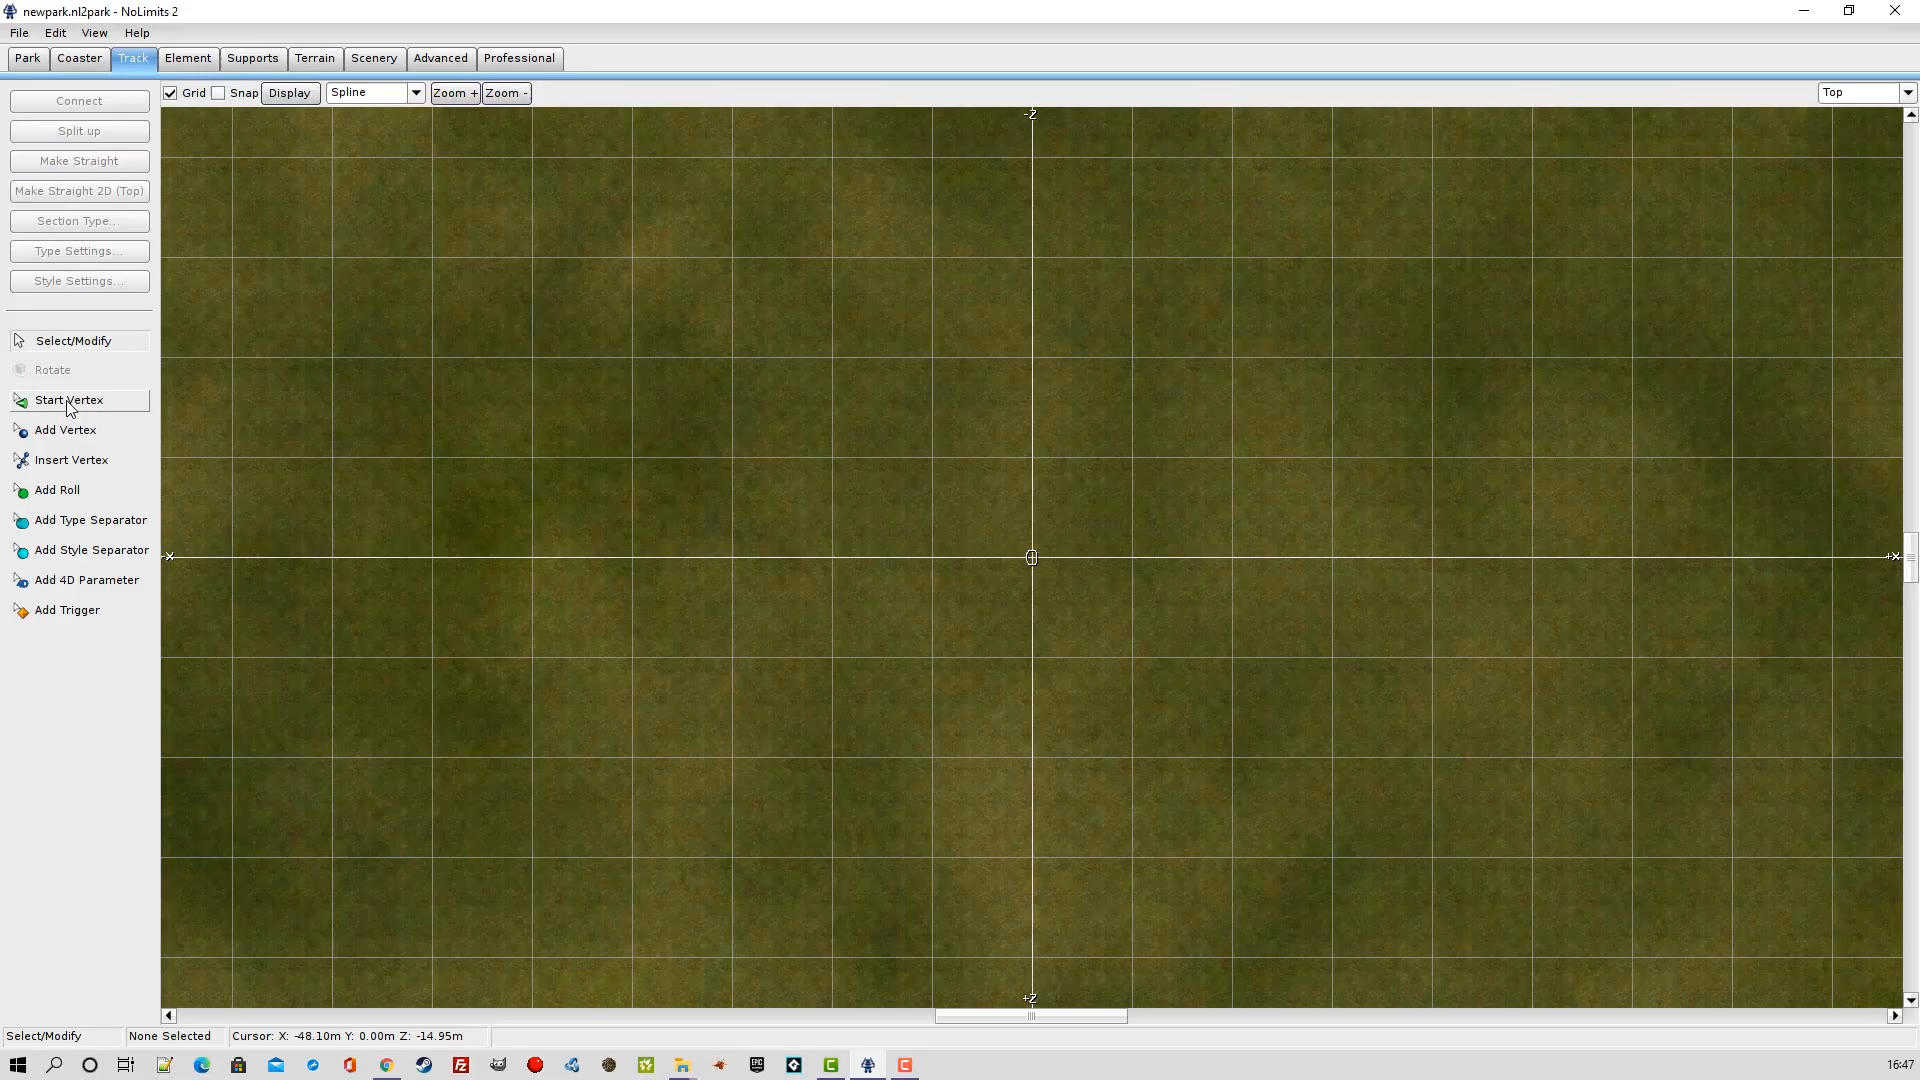 newpark.nl2park - NoLimits 2
File Edit View Help
Park Coaster Track Element Supports Terrain Scenery Advanced Professional
Connect
Grid Snap Display Spline Zoom + Zoom - Top
Split up
Make Straight
Make Straight 2D (Top)
Section Type...
Type Settings...
Style Settings...
Select/Modify
Rotate
Start Vertex
Add Vertex
Insert Vertex
Add Roll
Add Type Separator
Add Style Separator
Add 4D Parameter
Add Trigger
-Z
-X 0 +X
+Z
Select/Modify None Selected Cursor: X: -48.10m Y: 0.00m Z: -14.95m
16:47